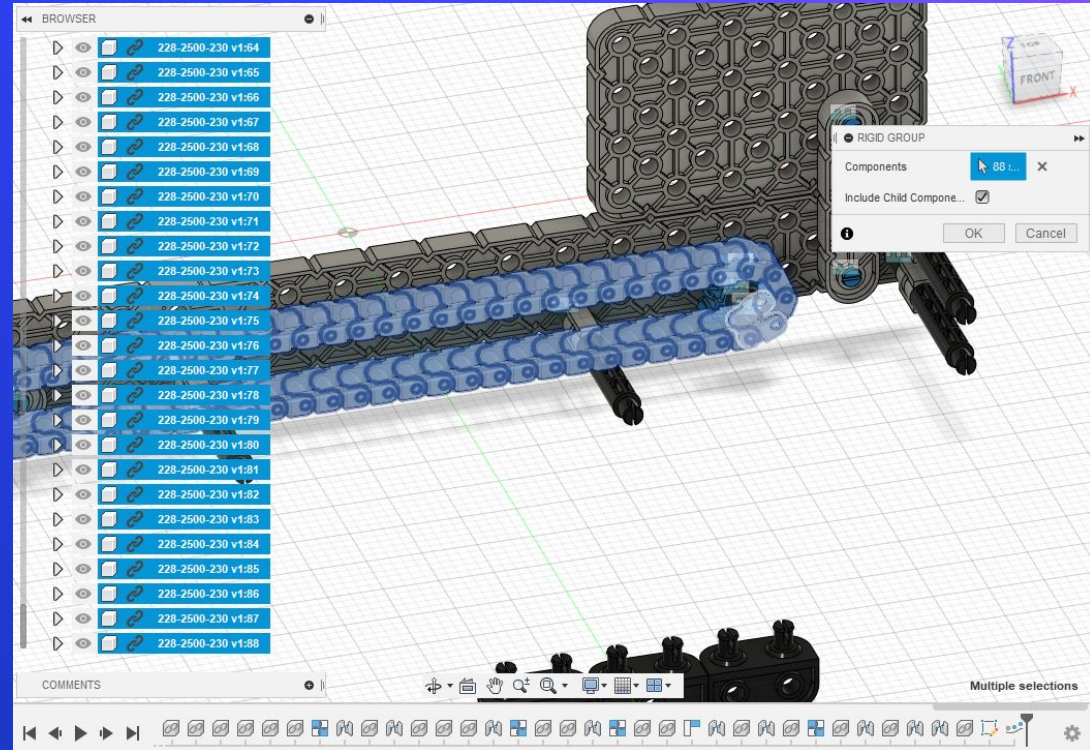 BROWSER
228-2500-230 v1:64
228-2500-230 v1:65
228-2500-230 v1:66
228-2500-230 v1:67
228-2500-230 v1:68
228-2500-230 v1:69
228-2500-230 v1:70
228-2500-230 v1:71
228-2500-230 v1:72
228-2500-230 v1:73
228-2500-230 v1:74
228-2500-230 v1:75
228-2500-230 v1:76
228-2500-230 v1:77
228-2500-230 v1:78
228-2500-230 v1:79
228-2500-230 v1:80
228-2500-230 v1:81
228-2500-230 v1:82
228-2500-230 v1:83
228-2500-230 v1:84
228-2500-230 v1:85
228-2500-230 v1:86
228-2500-230 v1:87
228-2500-230 v1:88
COMMENTS
Z
TOP
FRONT
X
RIGID GROUP
Components
88
Include Child Compone...
OK
Cancel
Multiple selections